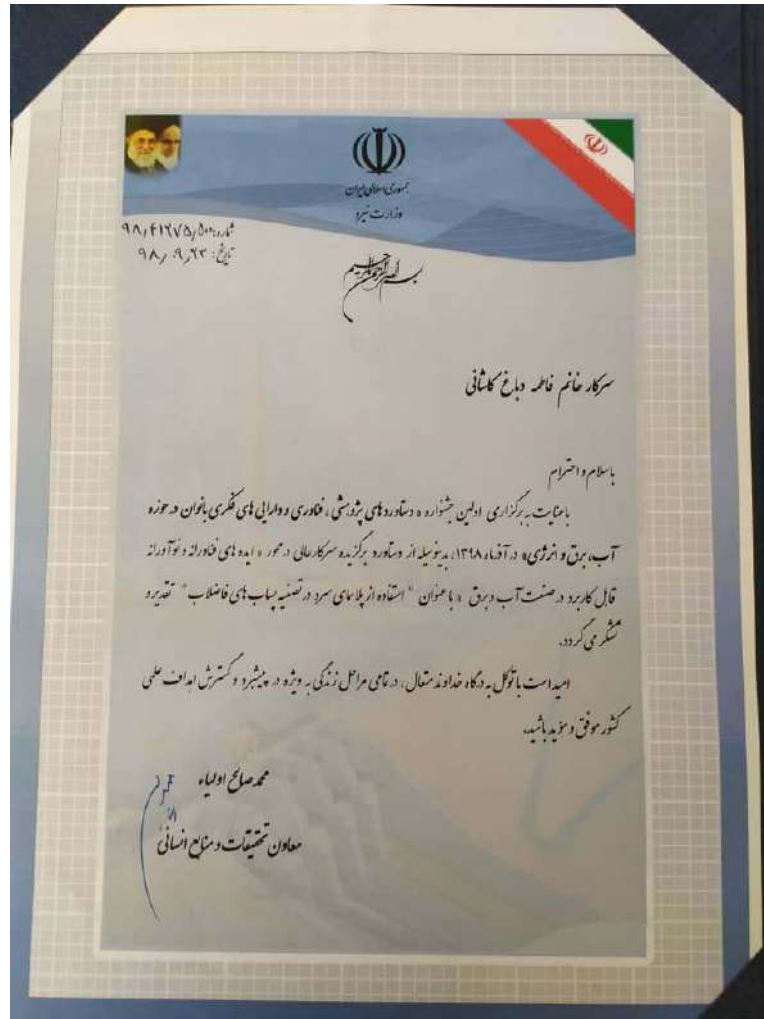 جمهوری اسلامی ایران
وزارت نیرو
شماره: ۹۸/۴۱۲۷۵/۵۰۰
تاریخ: ۹۸/۰۹/۲۳
بسم الله الرحمن الرحیم
سرکار خانم فاطمه دباغ کاشانی
باسلام و احترام
باعنایت به برگزاری اولین جشنواره « دستاوردهای پژوهشی، فناوری و دارایی های فکری بانوان در حوزه
آب، برق و انرژی» در آذرماه ۱۳۹۸، بدینوسیله از دستاورد برگزیده سرکارعالی در محور « ایده های فناورانه و نوآورانه
قابل کاربرد در صنعت آب و برق » با عنوان " استفاده از پلاسمای سرد در تصفیه پساب های فاضلاب " تقدیر و
تشکر می گردد.
امید است با توکل به درگاه خداوند متعال، در تمامی مراحل زندگی به ویژه در پیشبرد و گسترش اهداف علمی
کشور موفق و مؤید باشید.
محمد صالح اولیاء
معاون تحقیقات و منابع انسانی